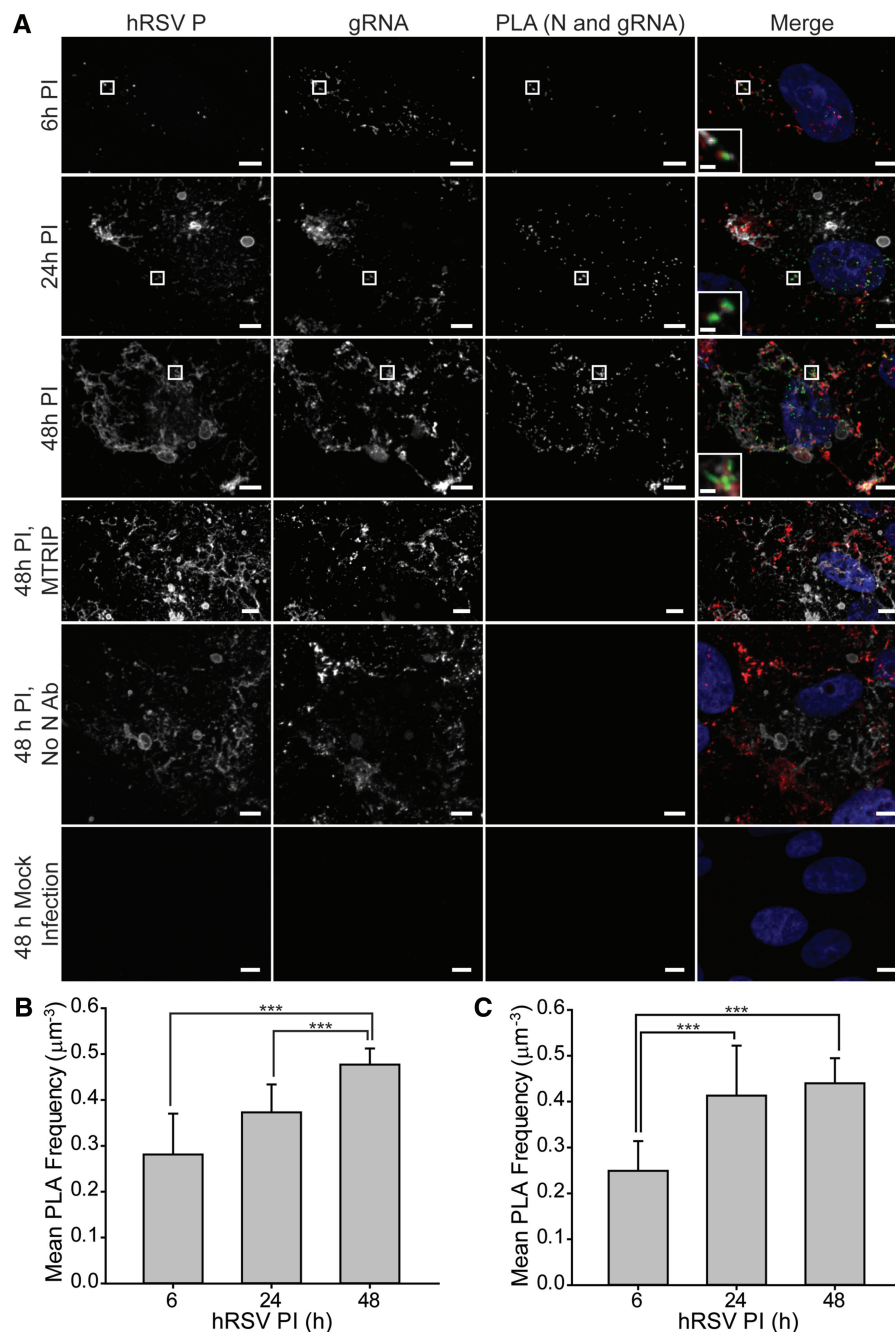 A
hRSV P
gRNA
PLA (N and gRNA)
Merge
6h PI
24h PI
48h PI
48h PI,
MTRIP
48 h PI,
No N Ab
48 h Mock
Infection
B
Mean PLA Frequency (μm⁻³)
0.6
0.5
0.4
0.3
0.2
0.1
0.0
***
***
6
24
48
hRSV PI (h)
C
Mean PLA Frequency (μm⁻³)
0.6
0.5
0.4
0.3
0.2
0.1
0.0
***
***
6
24
48
hRSV PI (h)